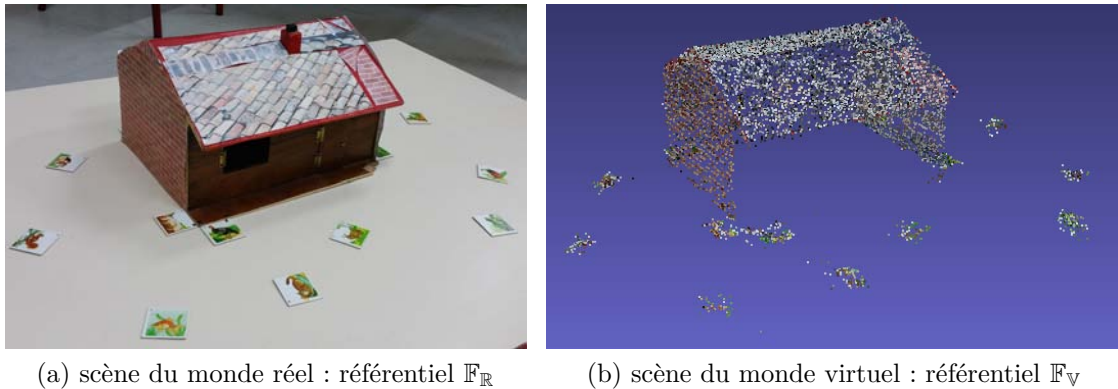 (a) scène du monde réel : référentiel 𝔽ℝ
(b) scène du monde virtuel : référentiel 𝔽𝕍